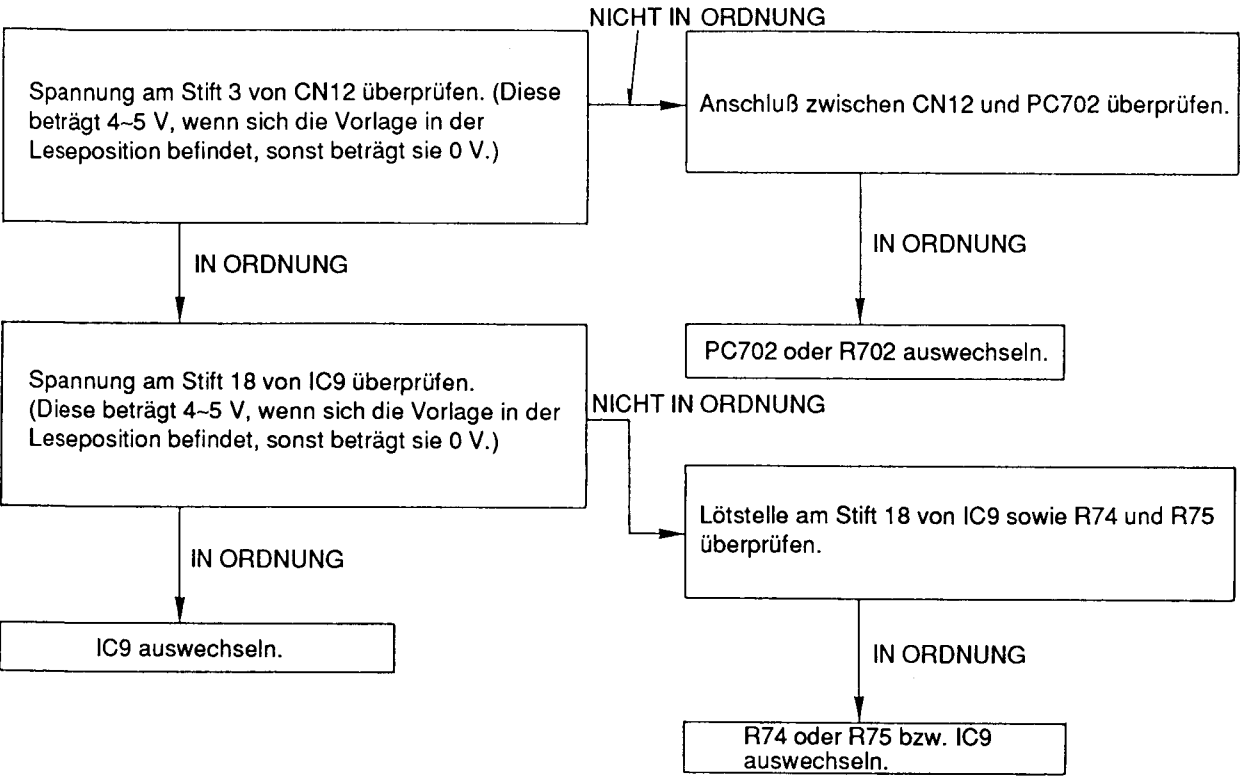 NICHT IN ORDNUNG
Spannung am Stift 3 von CN12 überprüfen. (Diese
beträgt 4~5 V, wenn sich die Vorlage in der
Leseposition befindet, sonst beträgt sie 0 V.)
Anschluß zwischen CN12 und PC702 überprüfen.
IN ORDNUNG
IN ORDNUNG
PC702 oder R702 auswechseln.
Spannung am Stift 18 von IC9 überprüfen.
(Diese beträgt 4~5 V, wenn sich die Vorlage in der
Leseposition befindet, sonst beträgt sie 0 V.)
NICHT IN ORDNUNG
Lötstelle am Stift 18 von IC9 sowie R74 und R75
überprüfen.
IN ORDNUNG
IC9 auswechseln.
IN ORDNUNG
R74 oder R75 bzw. IC9
auswechseln.